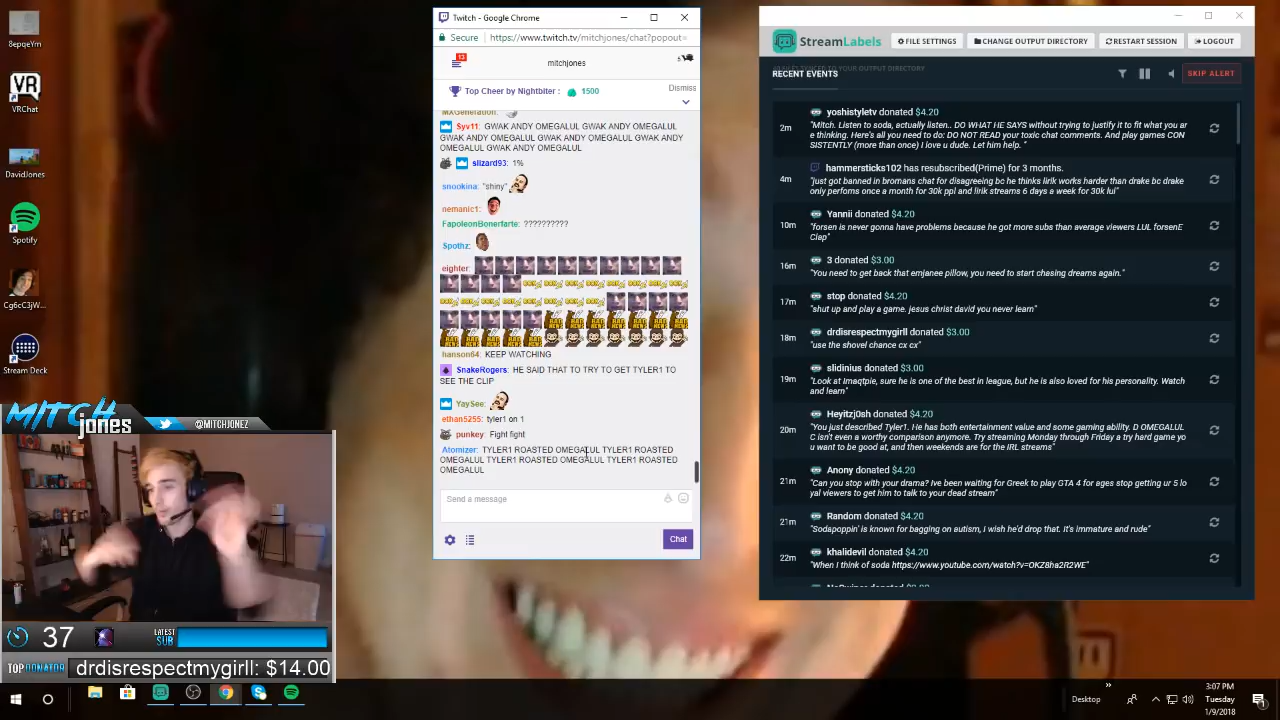 8epqeYm
VRChat
DavidJones
Spotify
Cg6cC3W...
Stream Deck
Twitch - Google Chrome
Secure
https://www.twitch.tv/mitchjones/chat?popout=
13
mitchjones
Top Cheer by Nightbiter : 1500
Dismiss
MXGeneration:
Syv11: GWAK ANDY OMEGALUL GWAK ANDY OMEGALUL
GWAK ANDY OMEGALUL GWAK ANDY OMEGALUL GWAK ANDY
OMEGALUL GWAK ANDY OMEGALUL
slizard93: 1%
snookina: "shiny"
nemanic1:
FapoleonBonerfarte: ??????????
Spothz:
eighter:
hanson64: KEEP WATCHING
SnakeRogers: HE SAID THAT TO TRY TO GET TYLER1 TO
SEE THE CLIP
YaySee:
ethan5255: tyler1 on 1
punkey: Fight fight
Atomizer: TYLER1 ROASTED OMEGALUL TYLER1 ROASTED
OMEGALUL TYLER1 ROASTED OMEGALUL TYLER1 ROASTED
OMEGALUL
Send a message
Chat
StreamLabels
FILE SETTINGS
CHANGE OUTPUT DIRECTORY
RESTART SESSION
LOGOUT
RECENT EVENTS
SKIP ALERT
2m
yoshistyletv donated $4.20
"Mitch. Listen to soda, actually listen.. DO WHAT HE SAYS without trying to justify it to fit what you ar
e thinking. Here's all you need to do: DO NOT READ your toxic chat comments. And play games CON
SISTENTLY (more than once) I love u dude. Let him help. "
4m
hammersticks102 has resubscribed(Prime) for 3 months.
"just got banned in bromans chat for disagreeing bc he thinks lirik works harder than drake bc drake
only perfoms once a month for 30k ppl and lirik streams 6 days a week for 30k lul"
10m
Yannii donated $4.20
"forsen is never gonna have problems because he got more subs than average viewers LUL forsenE
Clap"
16m
3 donated $3.00
"You need to get back that emjanee pillow, you need to start chasing dreams again."
17m
stop donated $4.20
"shut up and play a game. jesus christ david you never learn"
18m
drdisrespectmygirll donated $3.00
"use the shovel chance cx cx"
19m
slidinius donated $3.00
"Look at Imaqtpie, sure he is one of the best in league, but he is also loved for his personality. Watch
and learn"
20m
Heyitzj0sh donated $4.20
"You just described Tyler1. He has both entertainment value and some gaming ability. D OMEGALUL
C isn't even a worthy comparison anymore. Try streaming Monday through Friday a try hard game yo
u want to be good at, and then weekends are for the IRL streams"
21m
Anony donated $4.20
"Can you stop with your drama? Ive been waiting for Greek to play GTA 4 for ages stop getting ur 5 lo
yal viewers to get him to talk to your dead stream"
21m
Random donated $4.20
"Sodapoppin' is known for bagging on autism, I wish he'd drop that. It's immature and rude"
22m
khalidevil donated $4.20
"When I think of soda https://www.youtube.com/watch?v=OKZ8ha2R2WE"
MITCH
jones
@MITCHJONEZ
37
LATEST
SUB
TOP DONATOR
drdisrespectmygirll: $14.00
Desktop
3:07 PM
Tuesday
1/9/2018